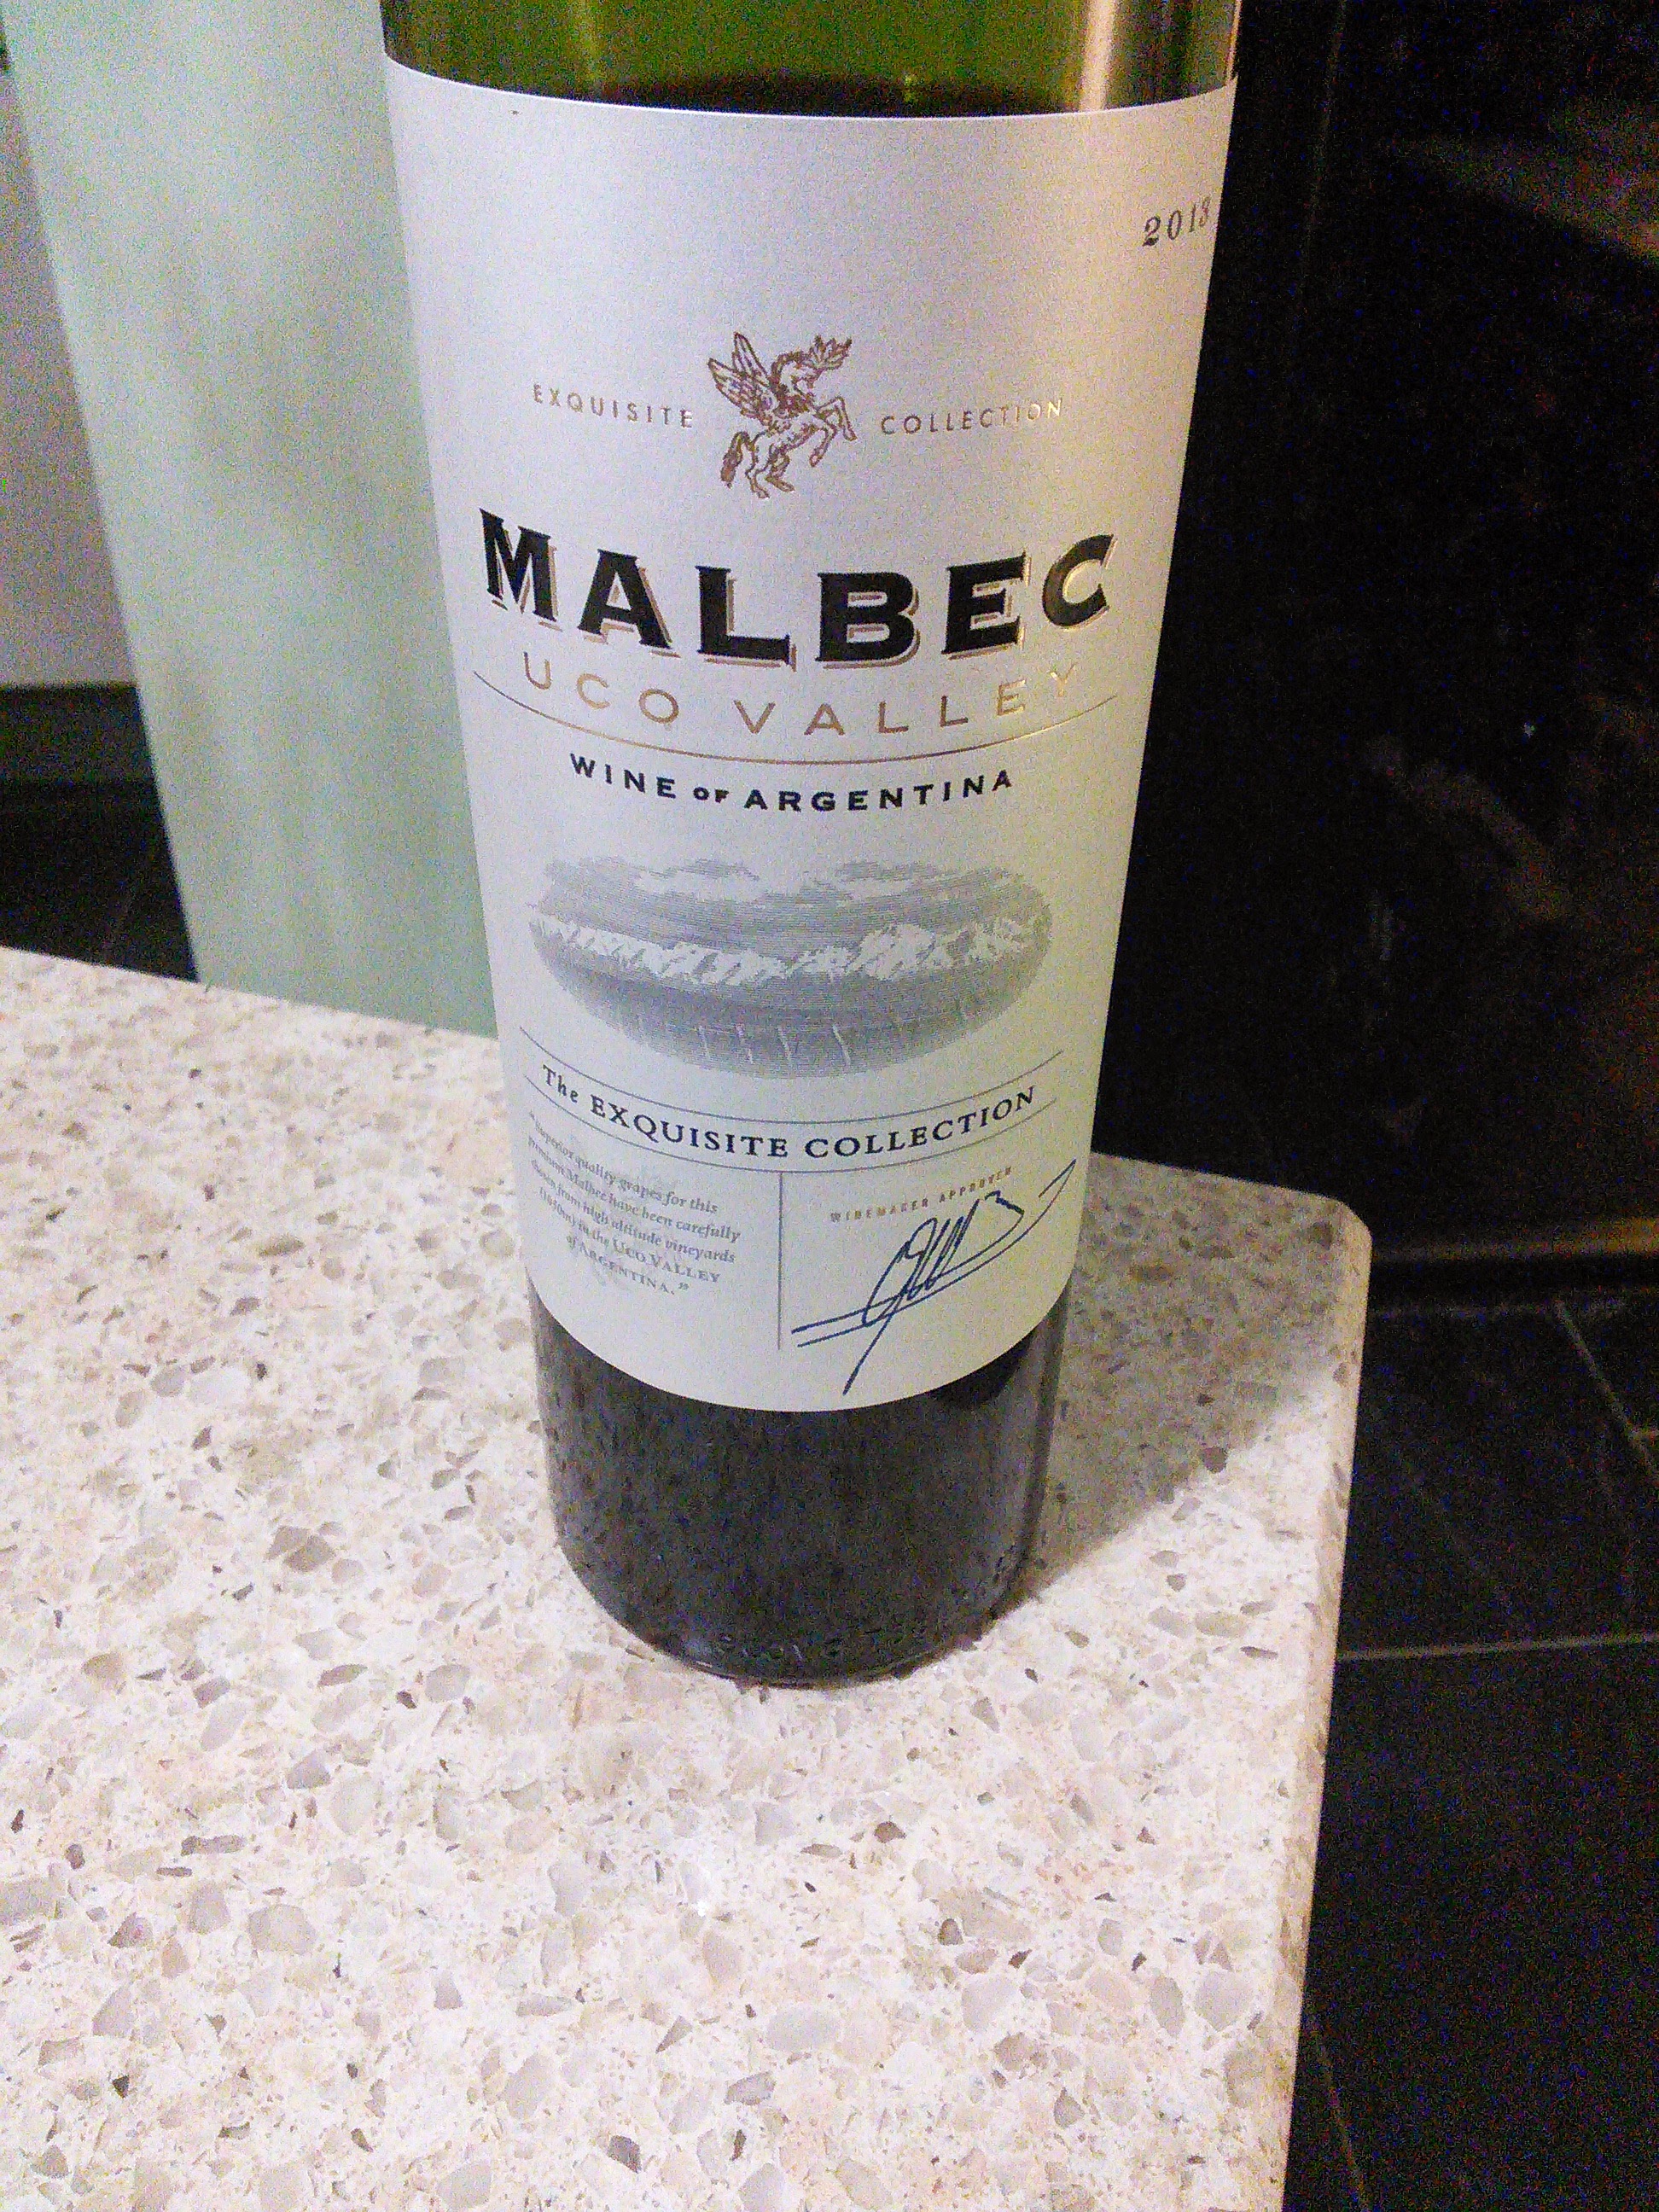 2013
EXQUISITE COLLECTION
MALBEC
UCO VALLEY
WINE OF ARGENTINA
The EXQUISITE COLLECTION
"Superior quality grapes for this
premium Malbec have been carefully
chosen from high altitude vineyards
in the UCO VALLEY
of ARGENTINA."
WINEMAKER APPROVED